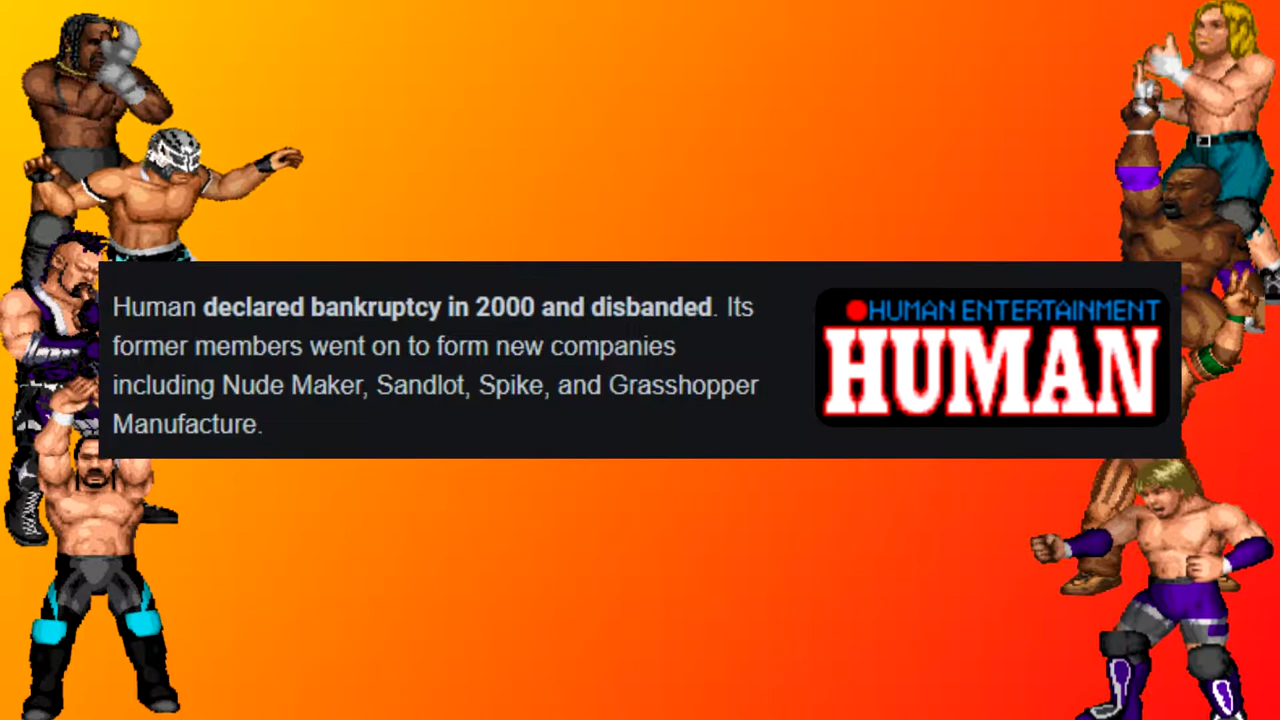 Human declared bankruptcy in 2000 and disbanded. Its
former members went on to form new companies
including Nude Maker, Sandlot, Spike, and Grasshopper
Manufacture.
HUMAN ENTERTAINMENT
HUMAN